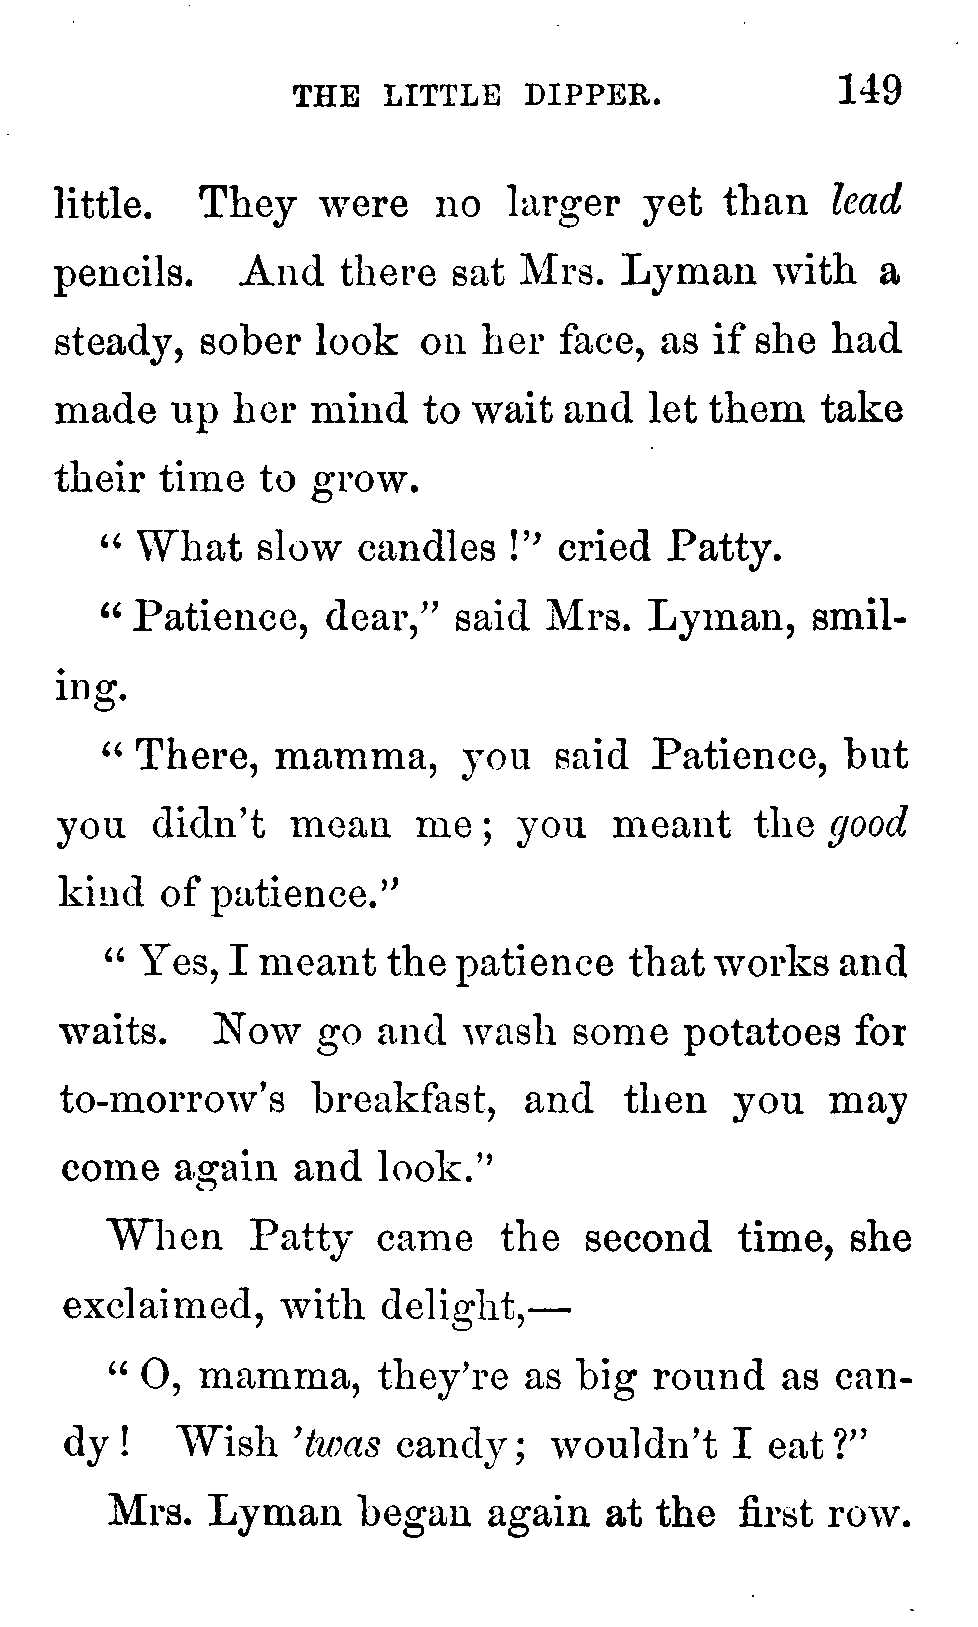 THE LITTLE DIPPER. 149
little. They were no larger yet than lead
pencils. And there sat Mrs. Lyman with a
steady, sober look on her face, as if she had
made up her mind to wait and let them take
their time to grow.
“ What slow candles !” cried Patty.
“ Patience, dear,” said Mrs. Lyman, smil-
ing.
“ There, mamma, you said Patience, but
you didn’t mean me ; you meant the good
kind of patience.”
“ Yes, I meant the patience that works and
waits. Now go and wash some potatoes for
to-morrow’s breakfast, and then you may
come again and look.”
When Patty came the second time, she
exclaimed, with delight,—
“ O, mamma, they’re as big round as can-
dy ! Wish ’twas candy ; wouldn’t I eat ?”
Mrs. Lyman began again at the first row.